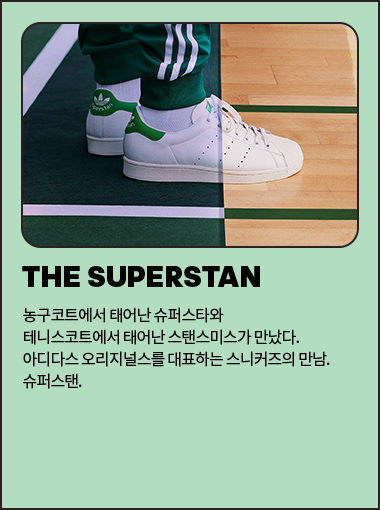 Superstan
THE SUPERSTAN
농구코트에서 태어난 슈퍼스타와
테니스코트에서 태어난 스탠스미스가 만났다.
아디다스 오리지널스를 대표하는 스니커즈의 만남.
슈퍼스탠.